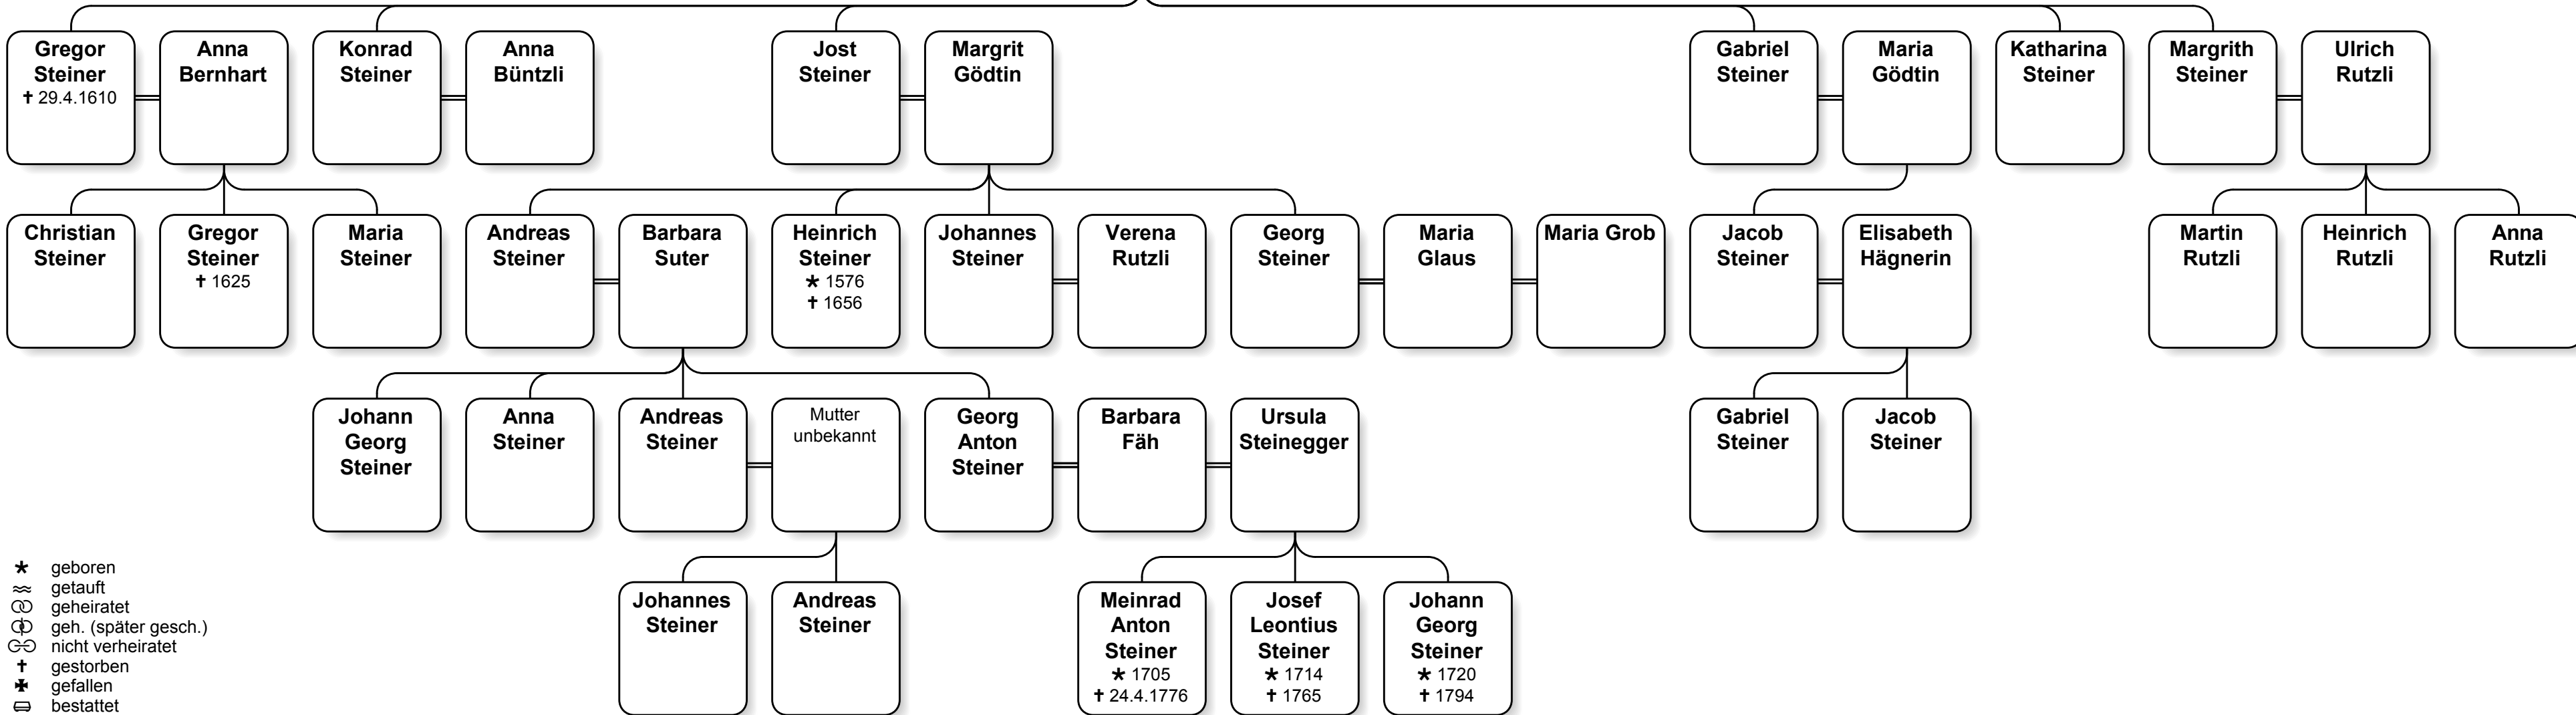 Gregor
Steiner
✝ 29.4.1610
Anna
Bernhart
Konrad
Steiner
Anna
Büntzli
Jost
Steiner
Margrit
Gödtin
Gabriel
Steiner
Maria
Gödtin
Katharina
Steiner
Margrith
Steiner
Ulrich
Rutzli
Christian
Steiner
Gregor
Steiner
✝ 1625
Maria
Steiner
Andreas
Steiner
Barbara
Suter
Heinrich
Steiner
★ 1576
✝ 1656
Johannes
Steiner
Verena
Rutzli
Georg
Steiner
Maria
Glaus
Maria Grob
Jacob
Steiner
Elisabeth
Hägnerin
Martin
Rutzli
Heinrich
Rutzli
Anna
Rutzli
Johann
Georg
Steiner
Anna
Steiner
Andreas
Steiner
Mutter
unbekannt
Georg
Anton
Steiner
Barbara
Fäh
Ursula
Steinegger
Gabriel
Steiner
Jacob
Steiner
Johannes
Steiner
Andreas
Steiner
Meinrad
Anton
Steiner
★ 1705
✝ 24.4.1776
Josef
Leontius
Steiner
★ 1714
✝ 1765
Johann
Georg
Steiner
★ 1720
✝ 1794
geboren
getauft
geheiratet
geh. (später gesch.)
nicht verheiratet
gestorben
gefallen
bestattet